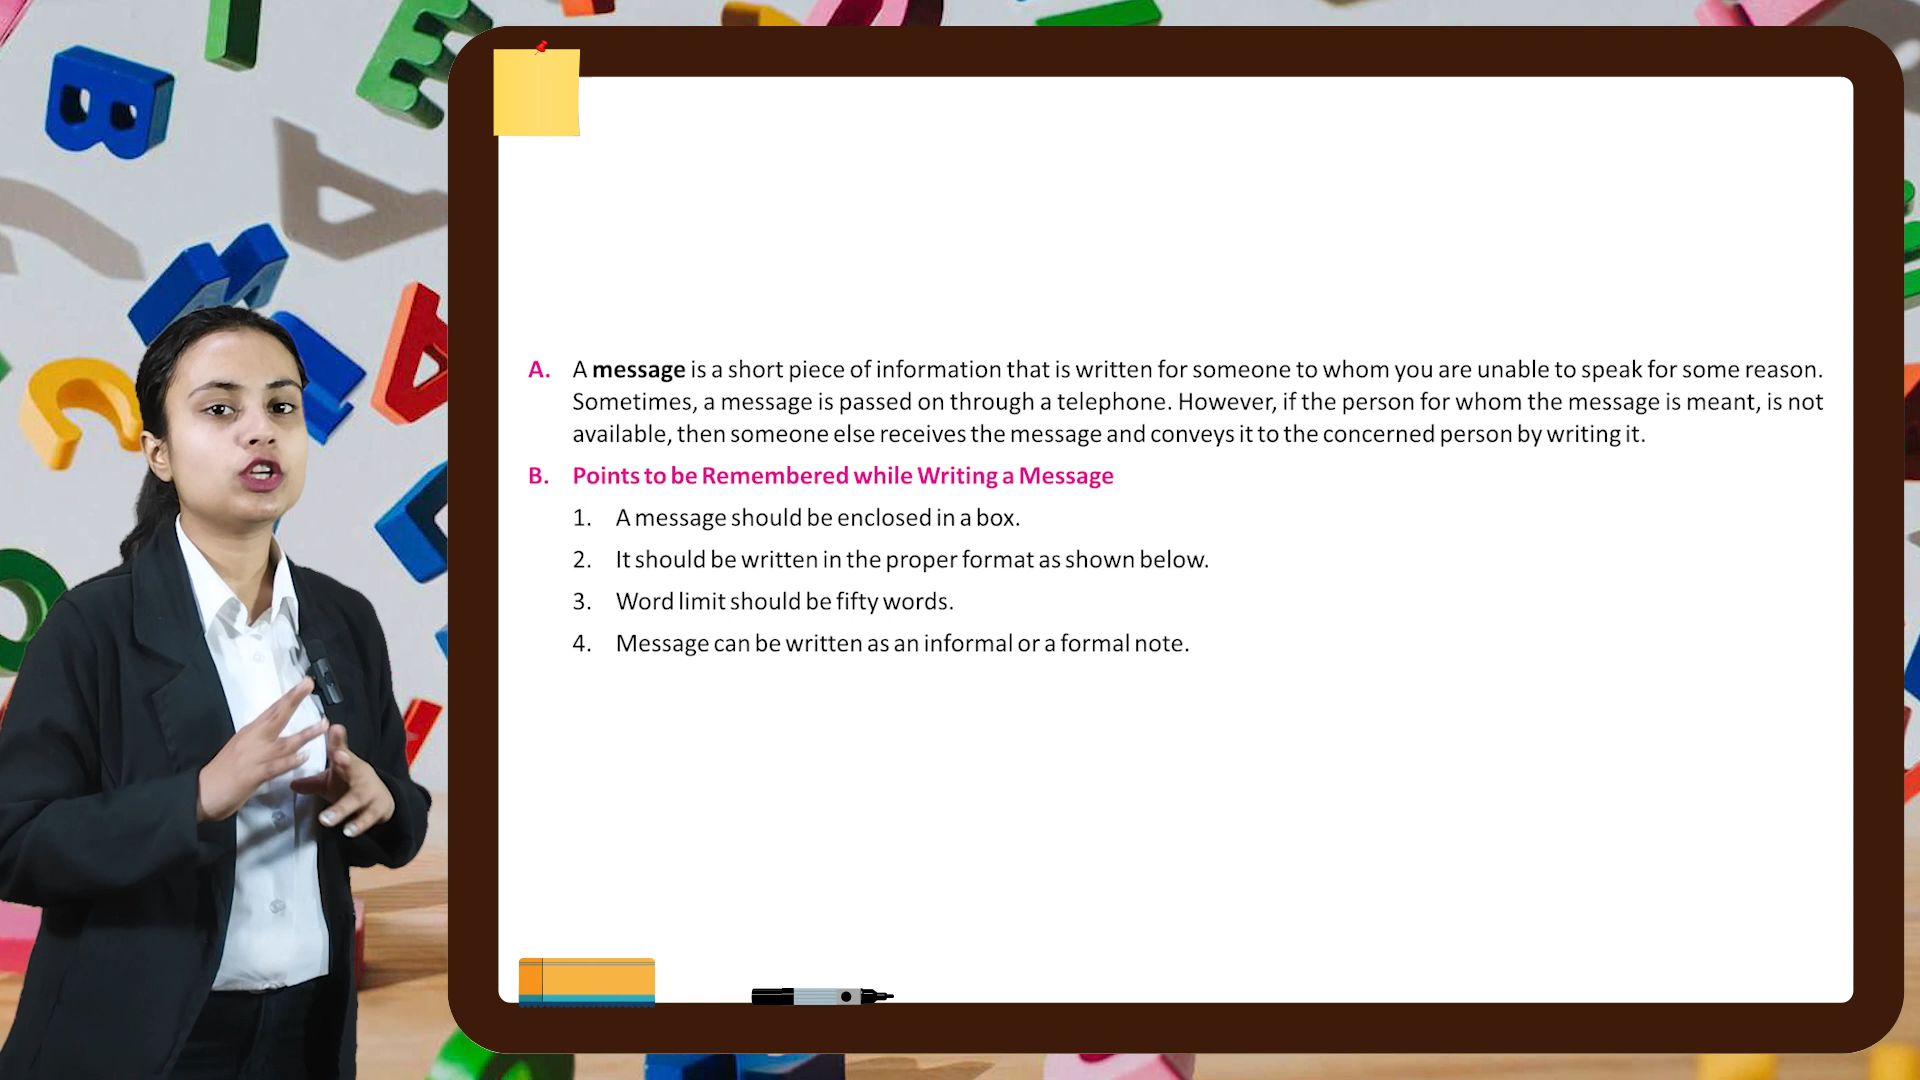 A. A message is a short piece of information that is written for someone to whom you are unable to speak for some reason.
Sometimes, a message is passed on through a telephone. However, if the person for whom the message is meant, is not
available, then someone else receives the message and conveys it to the concerned person by writing it.
B. Points to be Remembered while Writing a Message
1. A message should be enclosed in a box.
2. It should be written in the proper format as shown below.
3. Word limit should be fifty words.
4. Message can be written as an informal or a formal note.